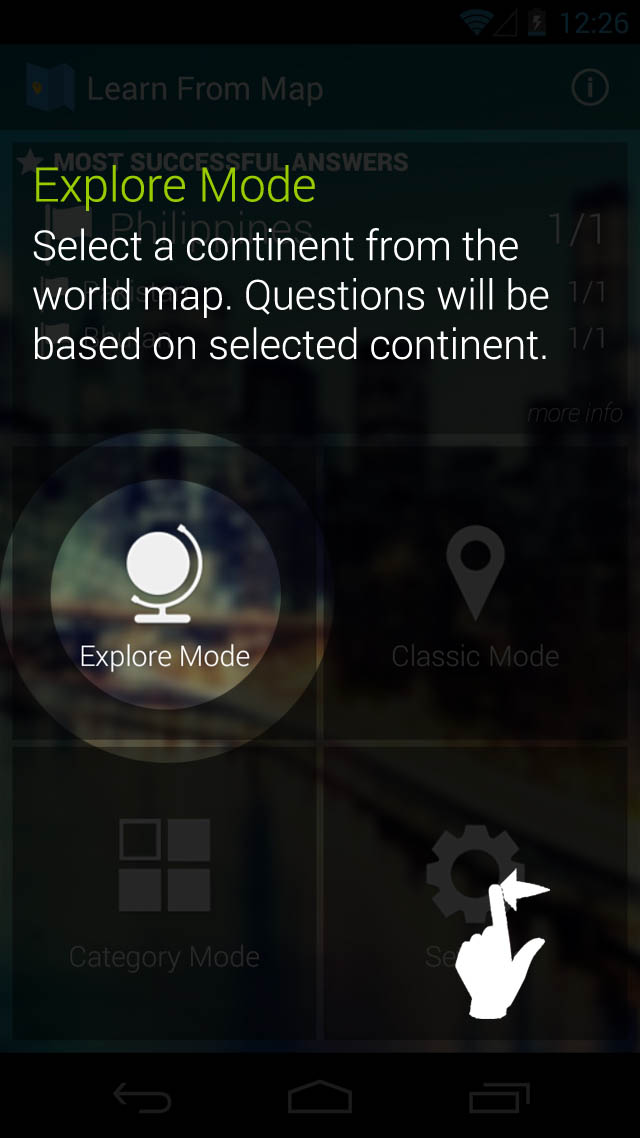 12:26
Learn From Map
MOST SUCCESSFUL ANSWERS
Explore Mode
Philippines 1/1
Select a continent from the
Pakistan 1/1
world map. Questions will be
Bhutan 1/1
based on selected continent.
more info
Explore Mode
Classic Mode
Category Mode
Se